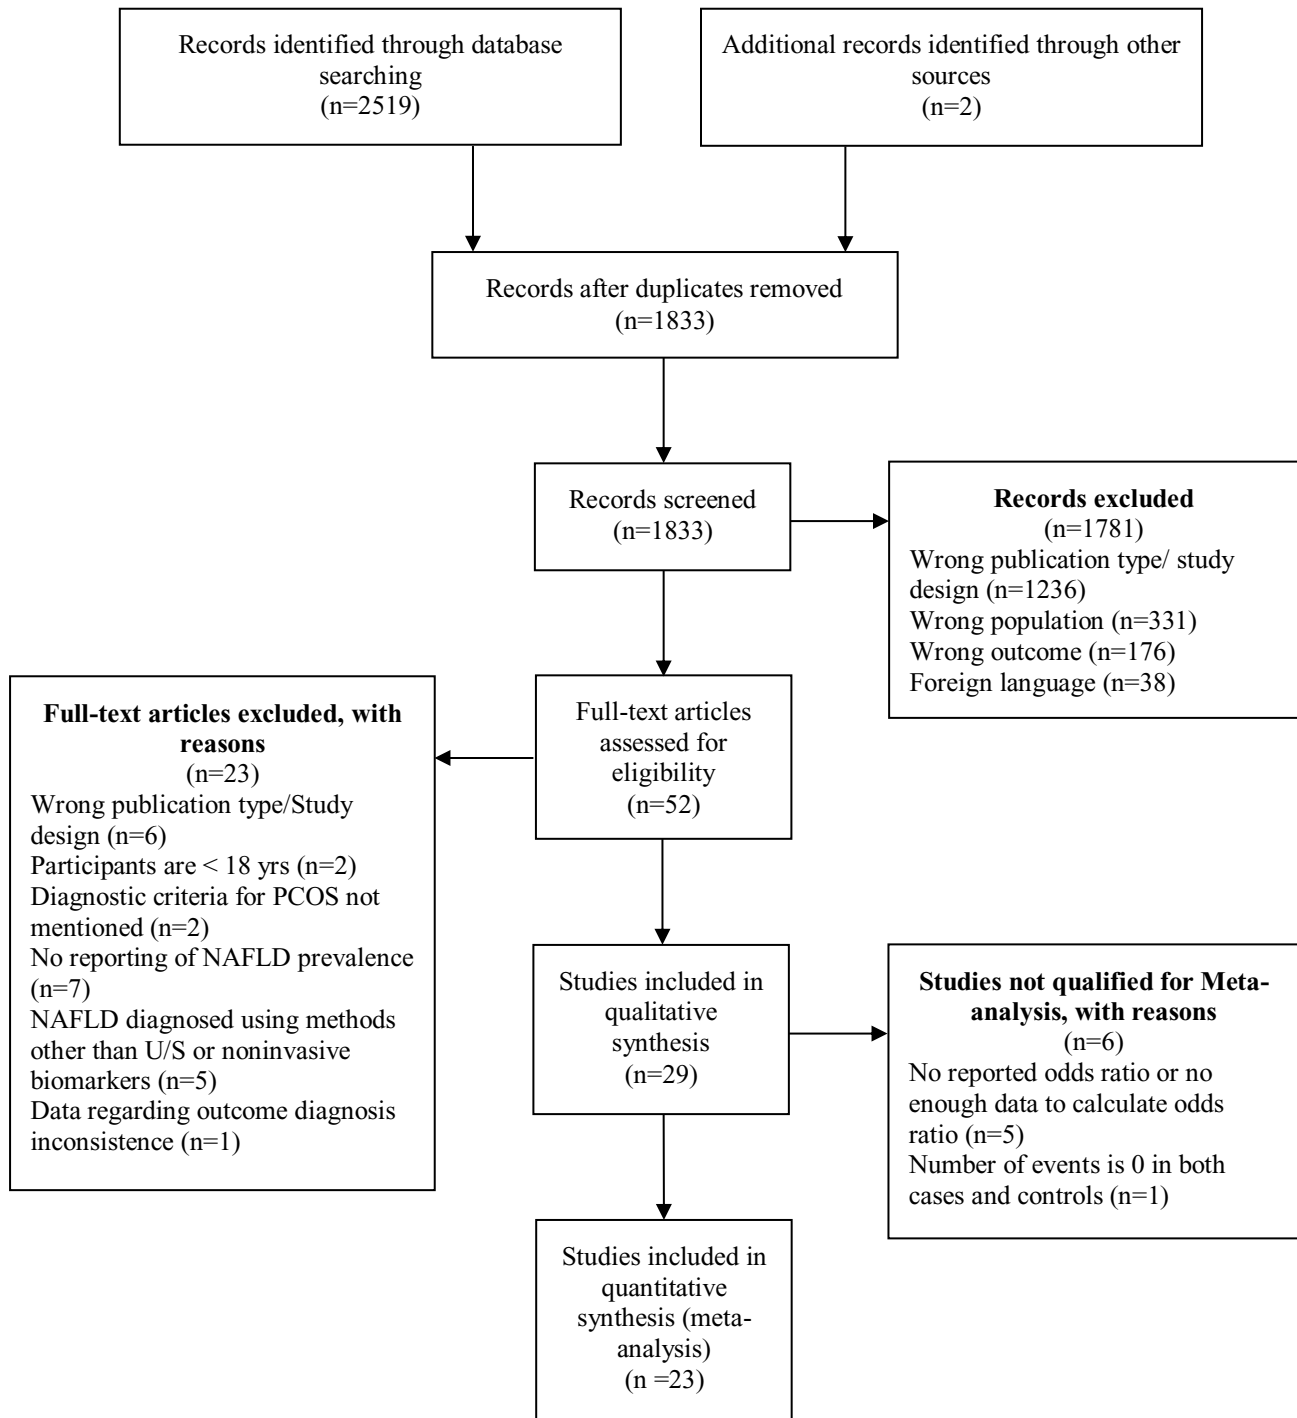 Records identified through database
searching
(n=2519)
Additional records identified through other
sources
(n=2)
Records after duplicates removed
(n=1833)
Records screened
(n=1833)
Records excluded
(n=1781)
Wrong publication type/ study
design (n=1236)
Wrong population (n=331)
Wrong outcome (n=176)
Foreign language (n=38)
Full-text articles
assessed for
eligibility
(n=52)
Full-text articles excluded, with
reasons
(n=23)
Wrong publication type/Study
design (n=6)
Participants are < 18 yrs (n=2)
Diagnostic criteria for PCOS not
mentioned (n=2)
No reporting of NAFLD prevalence
(n=7)
NAFLD diagnosed using methods
other than U/S or noninvasive
biomarkers (n=5)
Data regarding outcome diagnosis
inconsistence (n=1)
Studies included in
qualitative
synthesis
(n=29)
Studies not qualified for Meta-
analysis, with reasons
(n=6)
No reported odds ratio or no
enough data to calculate odds
ratio (n=5)
Number of events is 0 in both
cases and controls (n=1)
Studies included in
quantitative
synthesis (meta-
analysis)
(n =23)